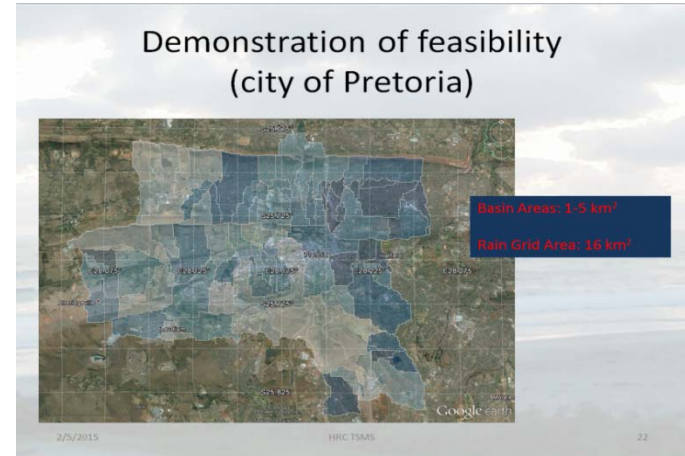 Demonstration of feasibility
(city of Pretoria)
Basin Areas: 1-5 km²
Rain Grid Area: 16 km²
Pretoria
Google earth
2/5/2015
HRC TSMS
22